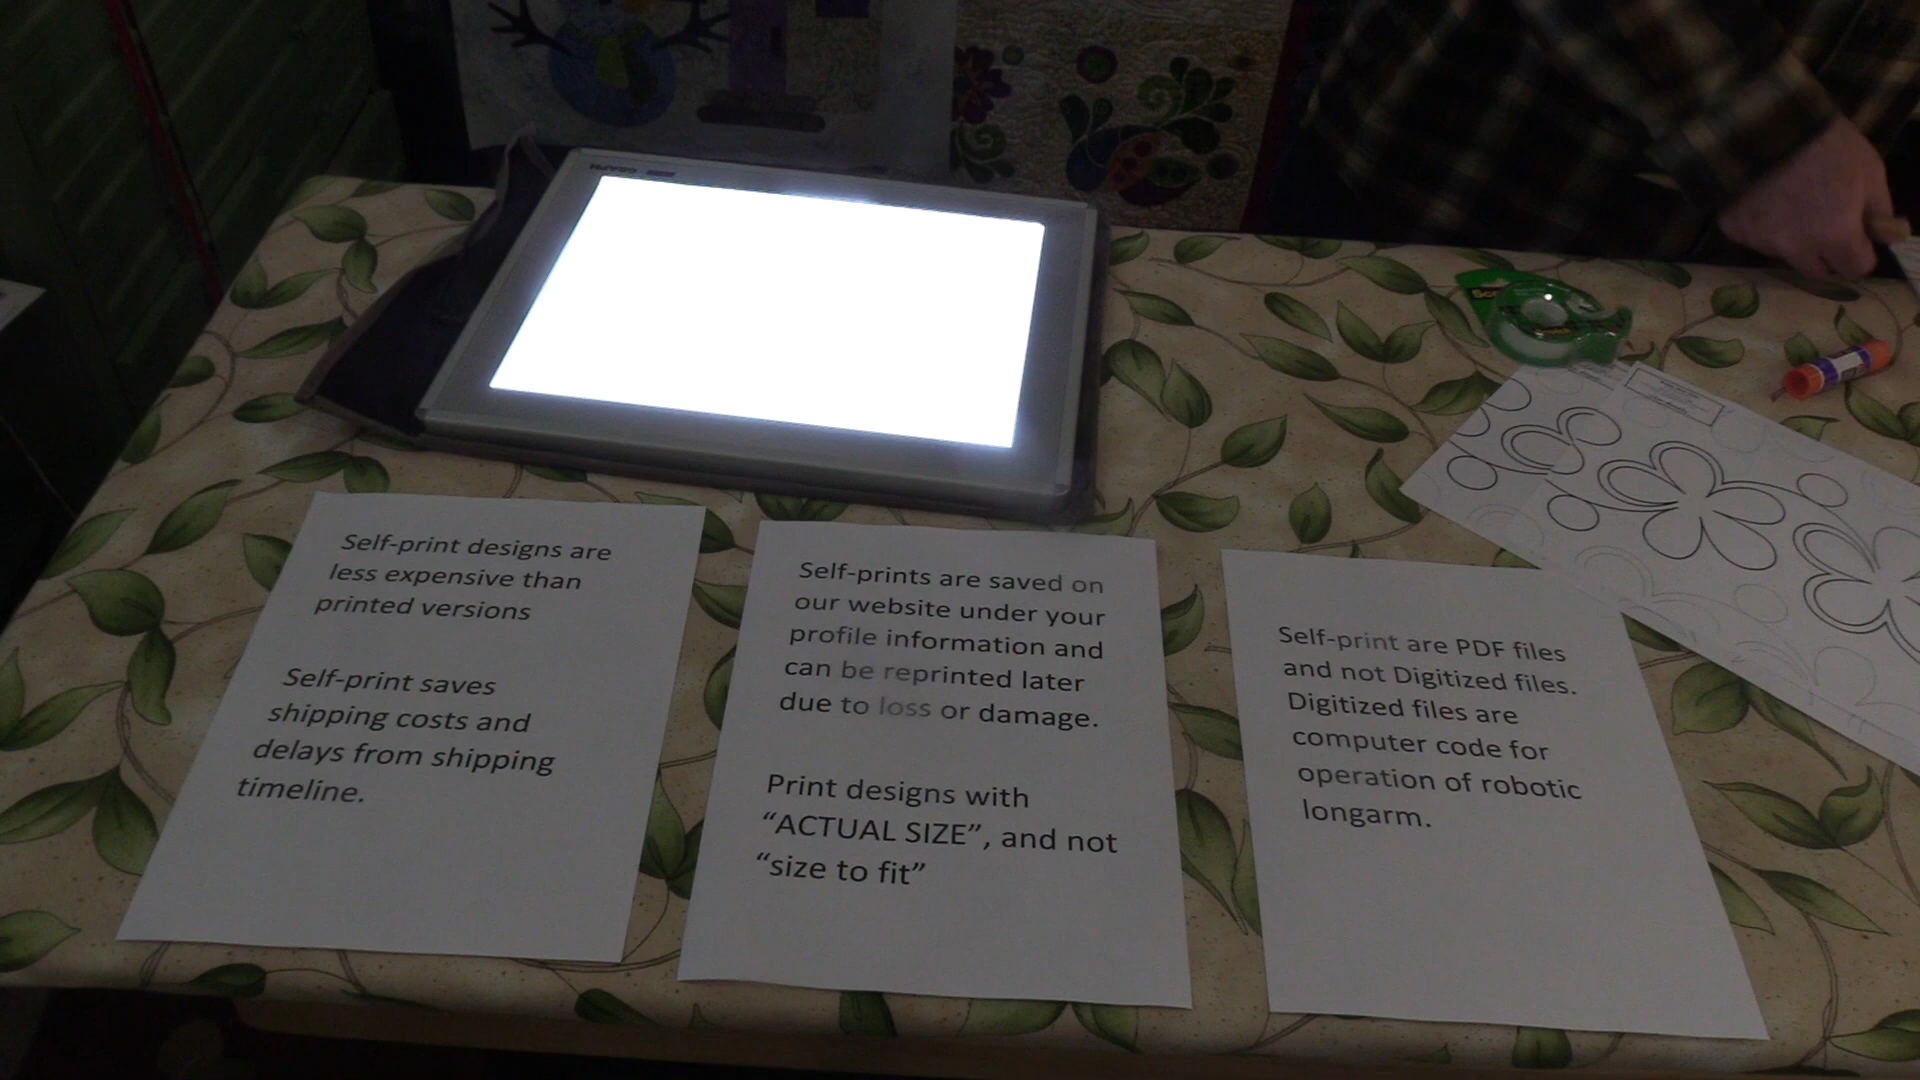 Self-print designs are
less expensive than
printed versions
Self-print saves
shipping costs and
delays from shipping
timeline.
Self-prints are saved on
our website under your
profile information and
can be reprinted later
due to loss or damage.
Print designs with
“ACTUAL SIZE”, and not
“size to fit”
Self-print are PDF files
and not Digitized files.
Digitized files are
computer code for
operation of robotic
longarm.